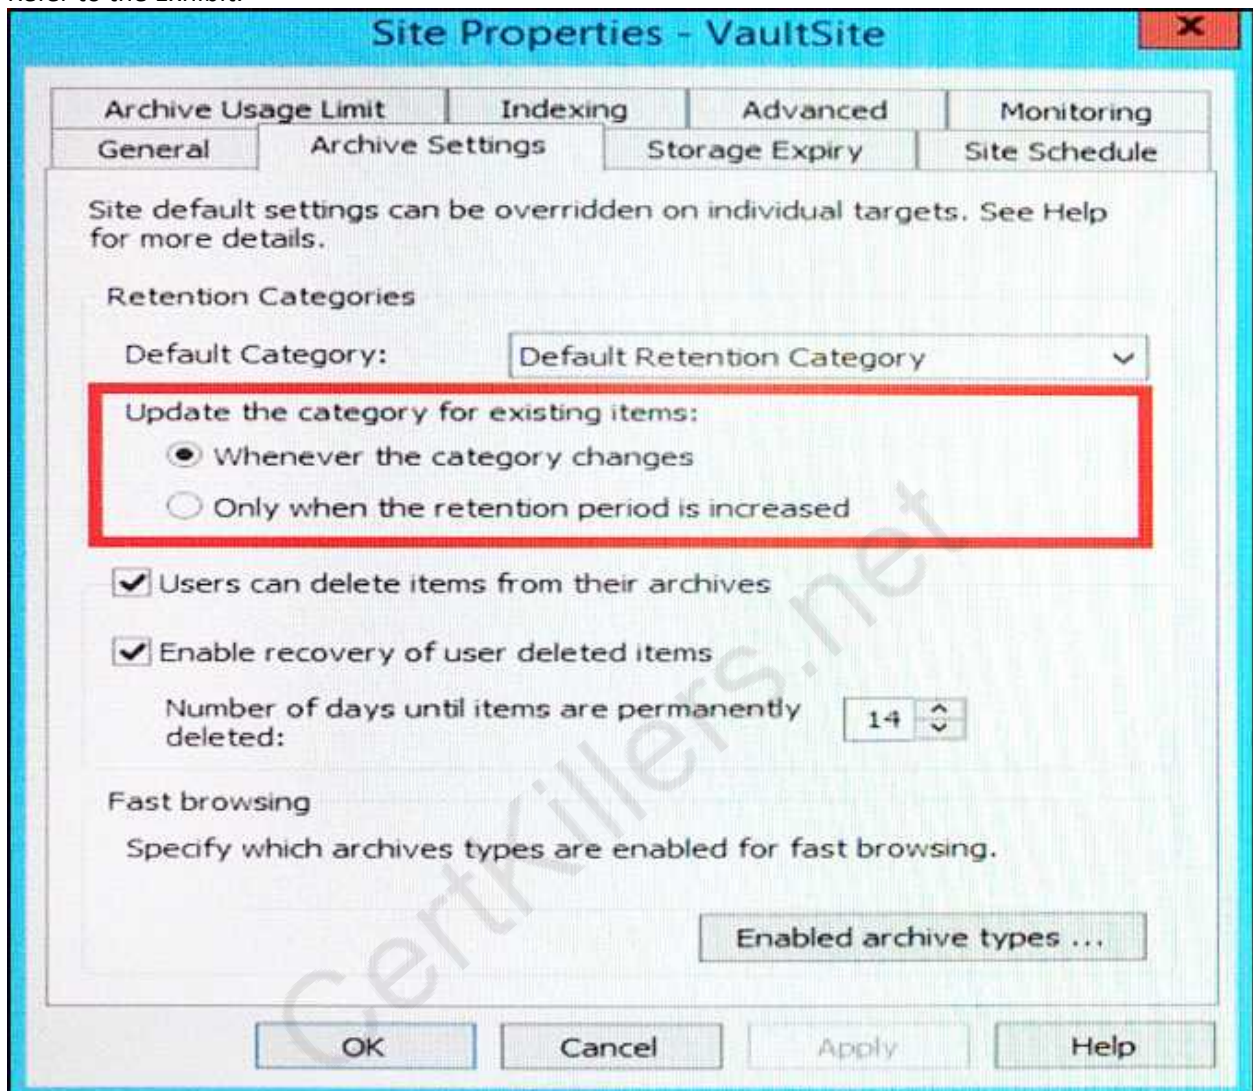 Refer to the Exhibit.
Site Properties - VaultSite
x
Archive Usage Limit Indexing Advanced Monitoring
General Archive Settings Storage Expiry Site Schedule
Site default settings can be overridden on individual targets. See Help
for more details.
Retention Categories
Default Category: Default Retention Category
Update the category for existing items:
Whenever the category changes
Only when the retention period is increased
Users can delete items from their archives
Enable recovery of user deleted items
Number of days until items are permanently
deleted: 14
Fast browsing
Specify which archives types are enabled for fast browsing.
Enabled archive types ...
OK Cancel Apply Help
CertKillers.net